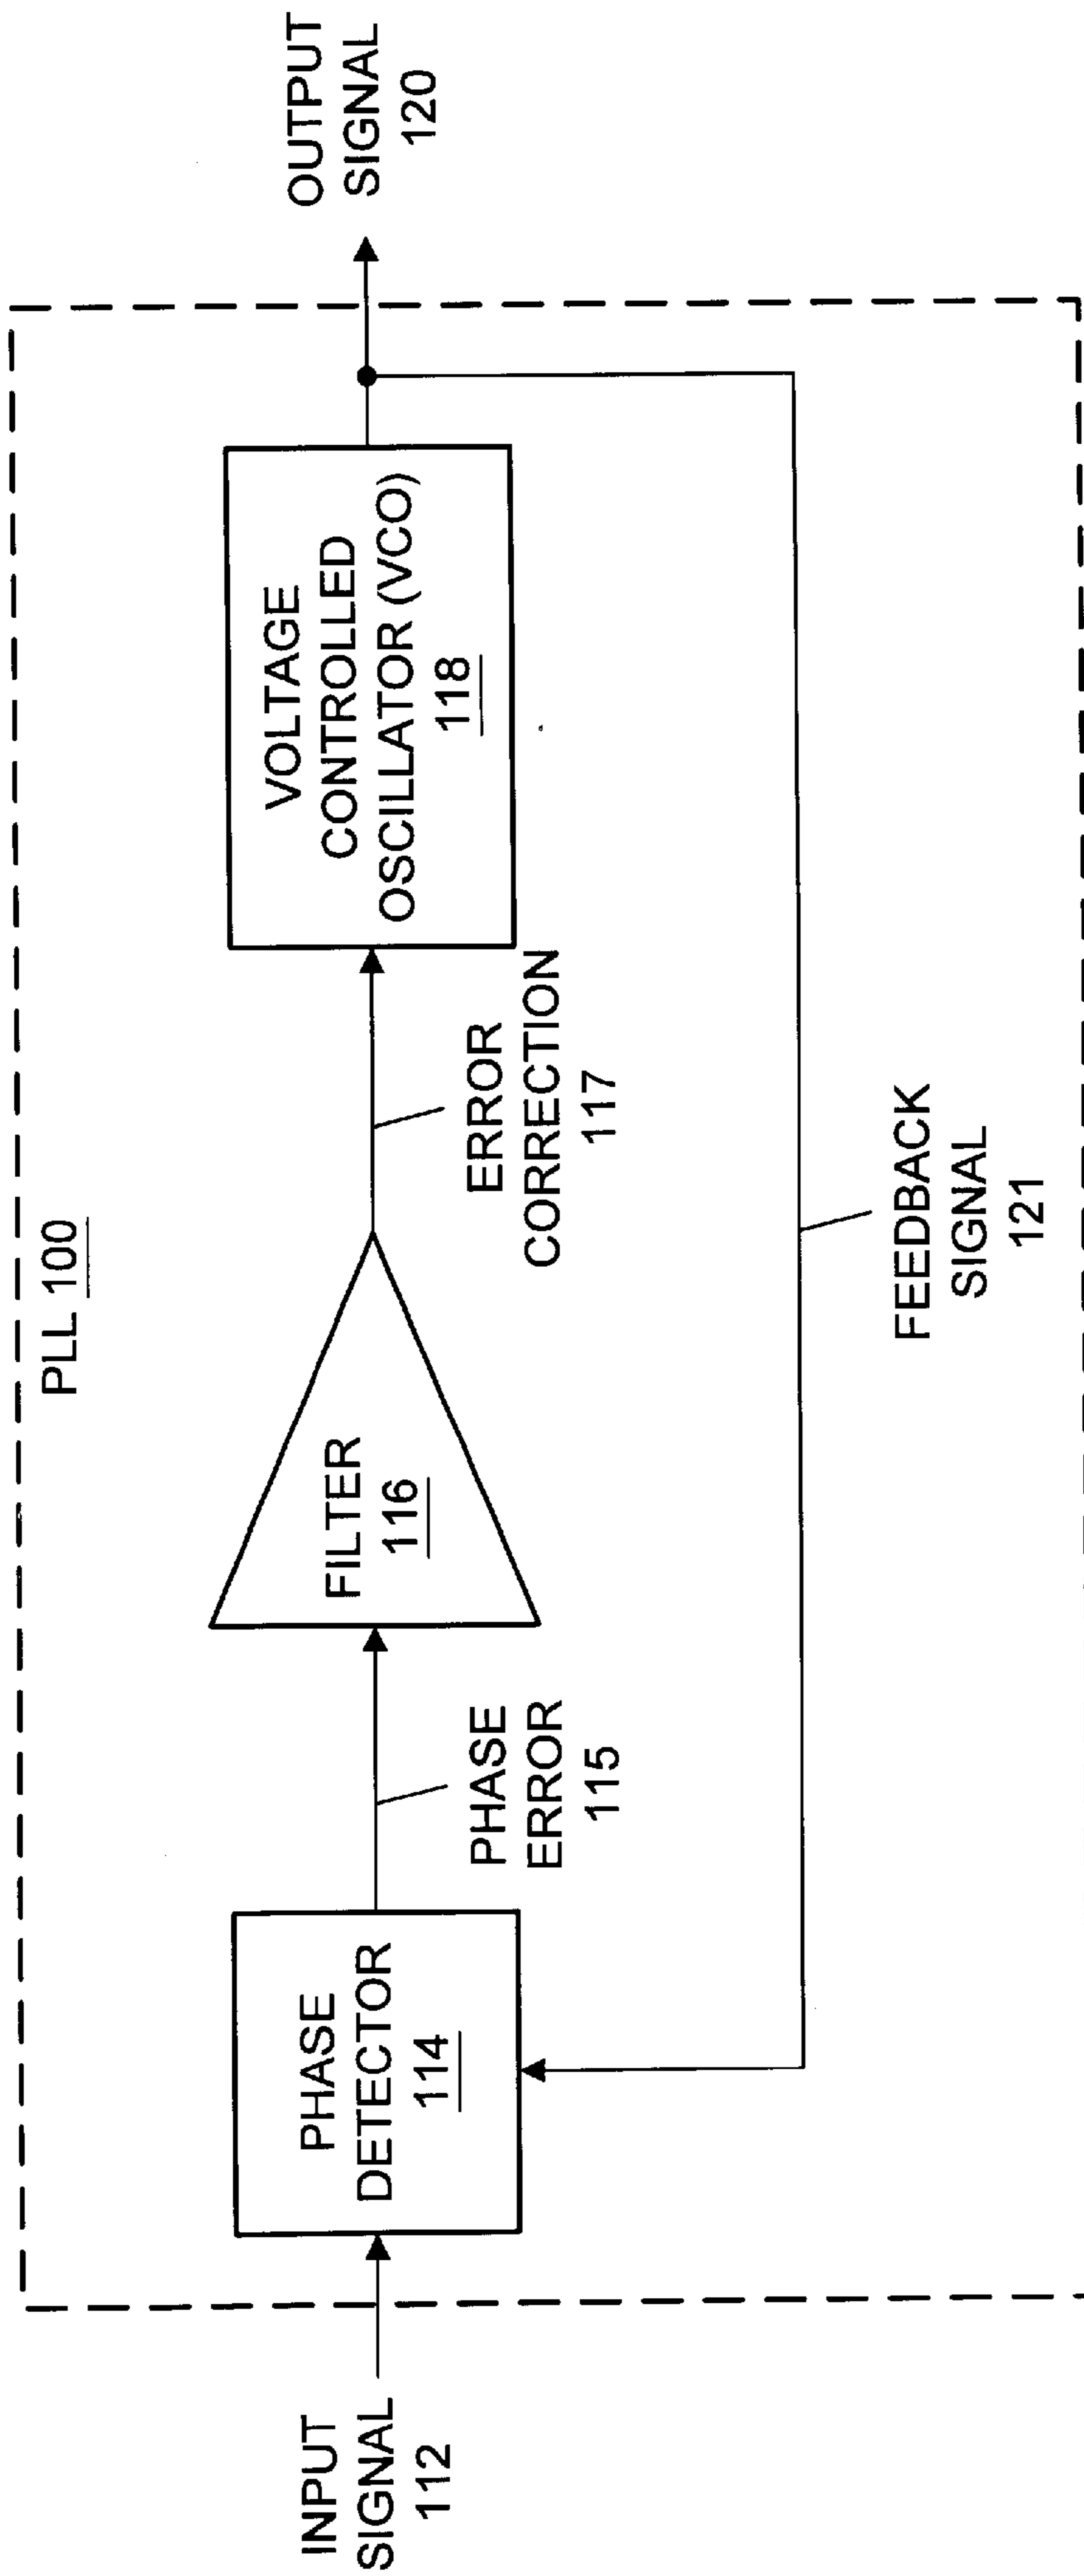 PLL 100
INPUT
SIGNAL
112
PHASE
DETECTOR
114
PHASE
ERROR
115
FILTER
116
ERROR
CORRECTION
117
VOLTAGE
CONTROLLED
OSCILLATOR (VCO)
118
OUTPUT
SIGNAL
120
FEEDBACK
SIGNAL
121